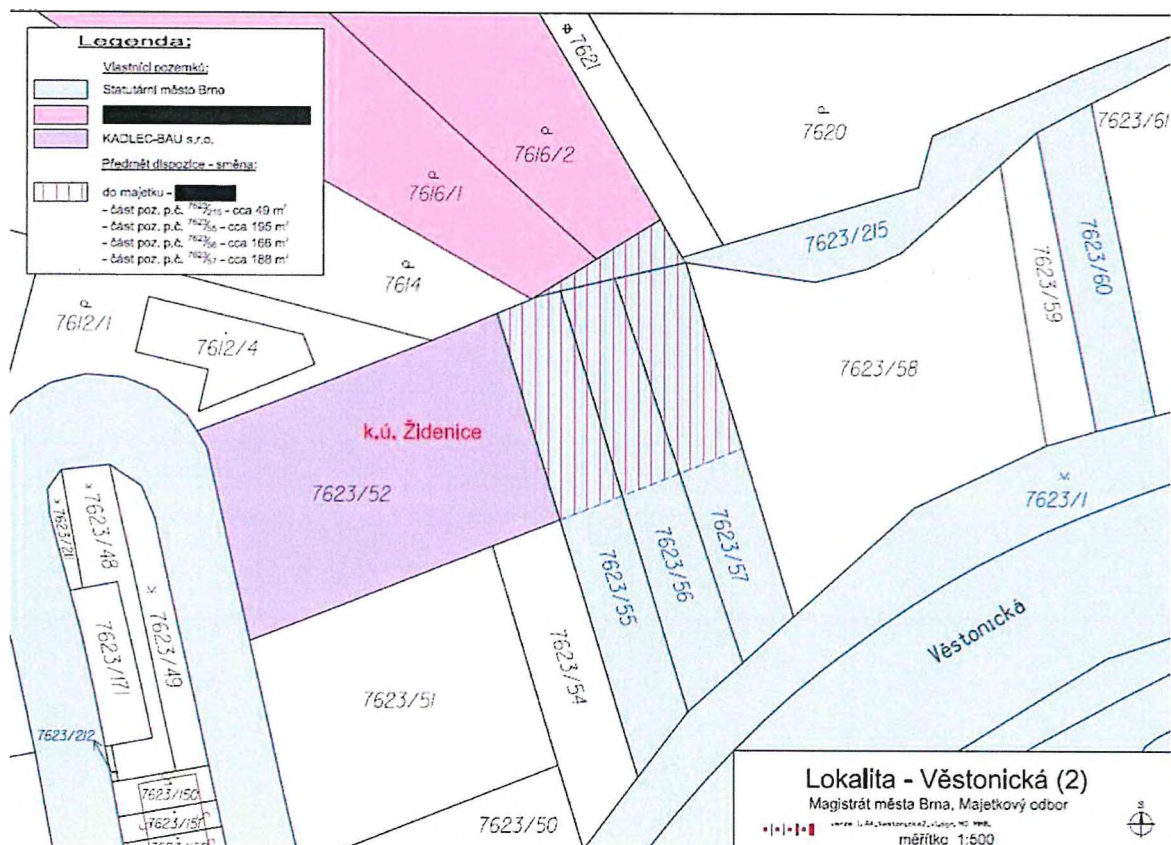 Legenda:
Vlastníci pozemků:
Statutární město Brno
KADLEC-BAU s.r.o.
Předmět dispozice - směna:
do majetku -
- část poz. p.č. 7623/215 - cca 49 m²
- část poz. p.č. 7623/55 - cca 195 m²
- část poz. p.č. 7623/56 - cca 166 m²
- část poz. p.č. 7623/57 - cca 188 m²
7621
7620
7623/61
7616/2
7616/1
7623/215
7623/60
7623/59
7614
7612/1
7612/4
7623/58
k.ú. Židenice
7623/52
7623/1
7623/211
7623/48
7623/49
7623/171
7623/55
7623/56
7623/57
7623/54
Věstonická
7623/51
7623/212
7623/150
7623/151
7623/50
Lokalita - Věstonická (2)
Magistrát města Brna, Majetkový odbor
měřítko 1:500
S